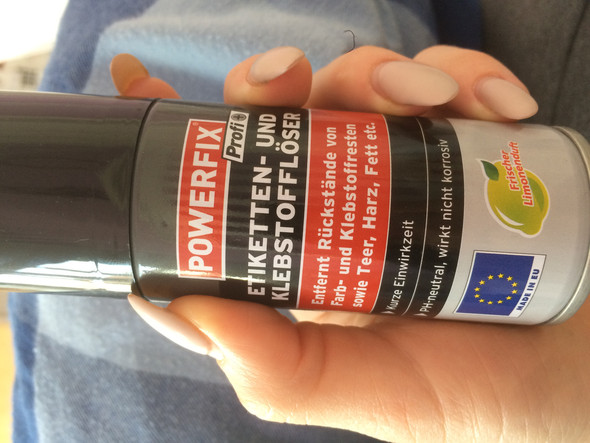 POWERFIX
Profi+
ETIKETTEN- UND
KLEBSTOFFLÖSER
Entfernt Rückstände von
Farb- und Klebstoffresten
sowie Teer, Harz, Fett etc.
Kurze Einwirkzeit
PH-neutral, wirkt nicht korrosiv
Frischer
Limonenduft
MADE IN EU